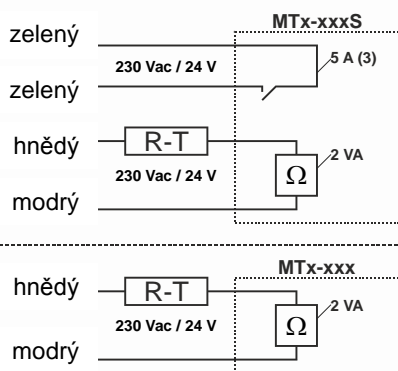 MTx-xxxS
zelený
230 Vac / 24 V
5 A (3)
zelený
hnědý
R-T
230 Vac / 24 V
2 VA
Ω
modrý
MTx-xxx
hnědý
R-T
2 VA
230 Vac / 24 V
Ω
modrý